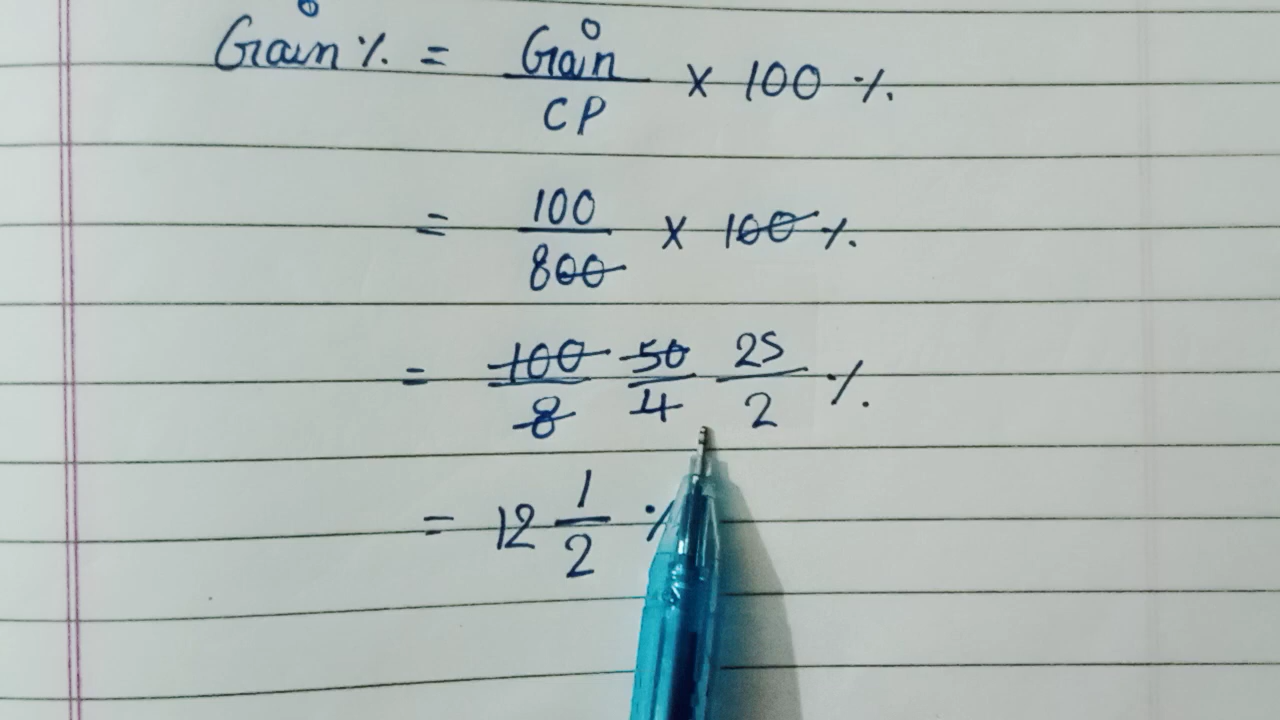 Gain % = Gain / CP × 100 %
= 100 / 800 × 100 %
= 100 / 8 50 / 4 25 / 2 %
= 12 1/2 %